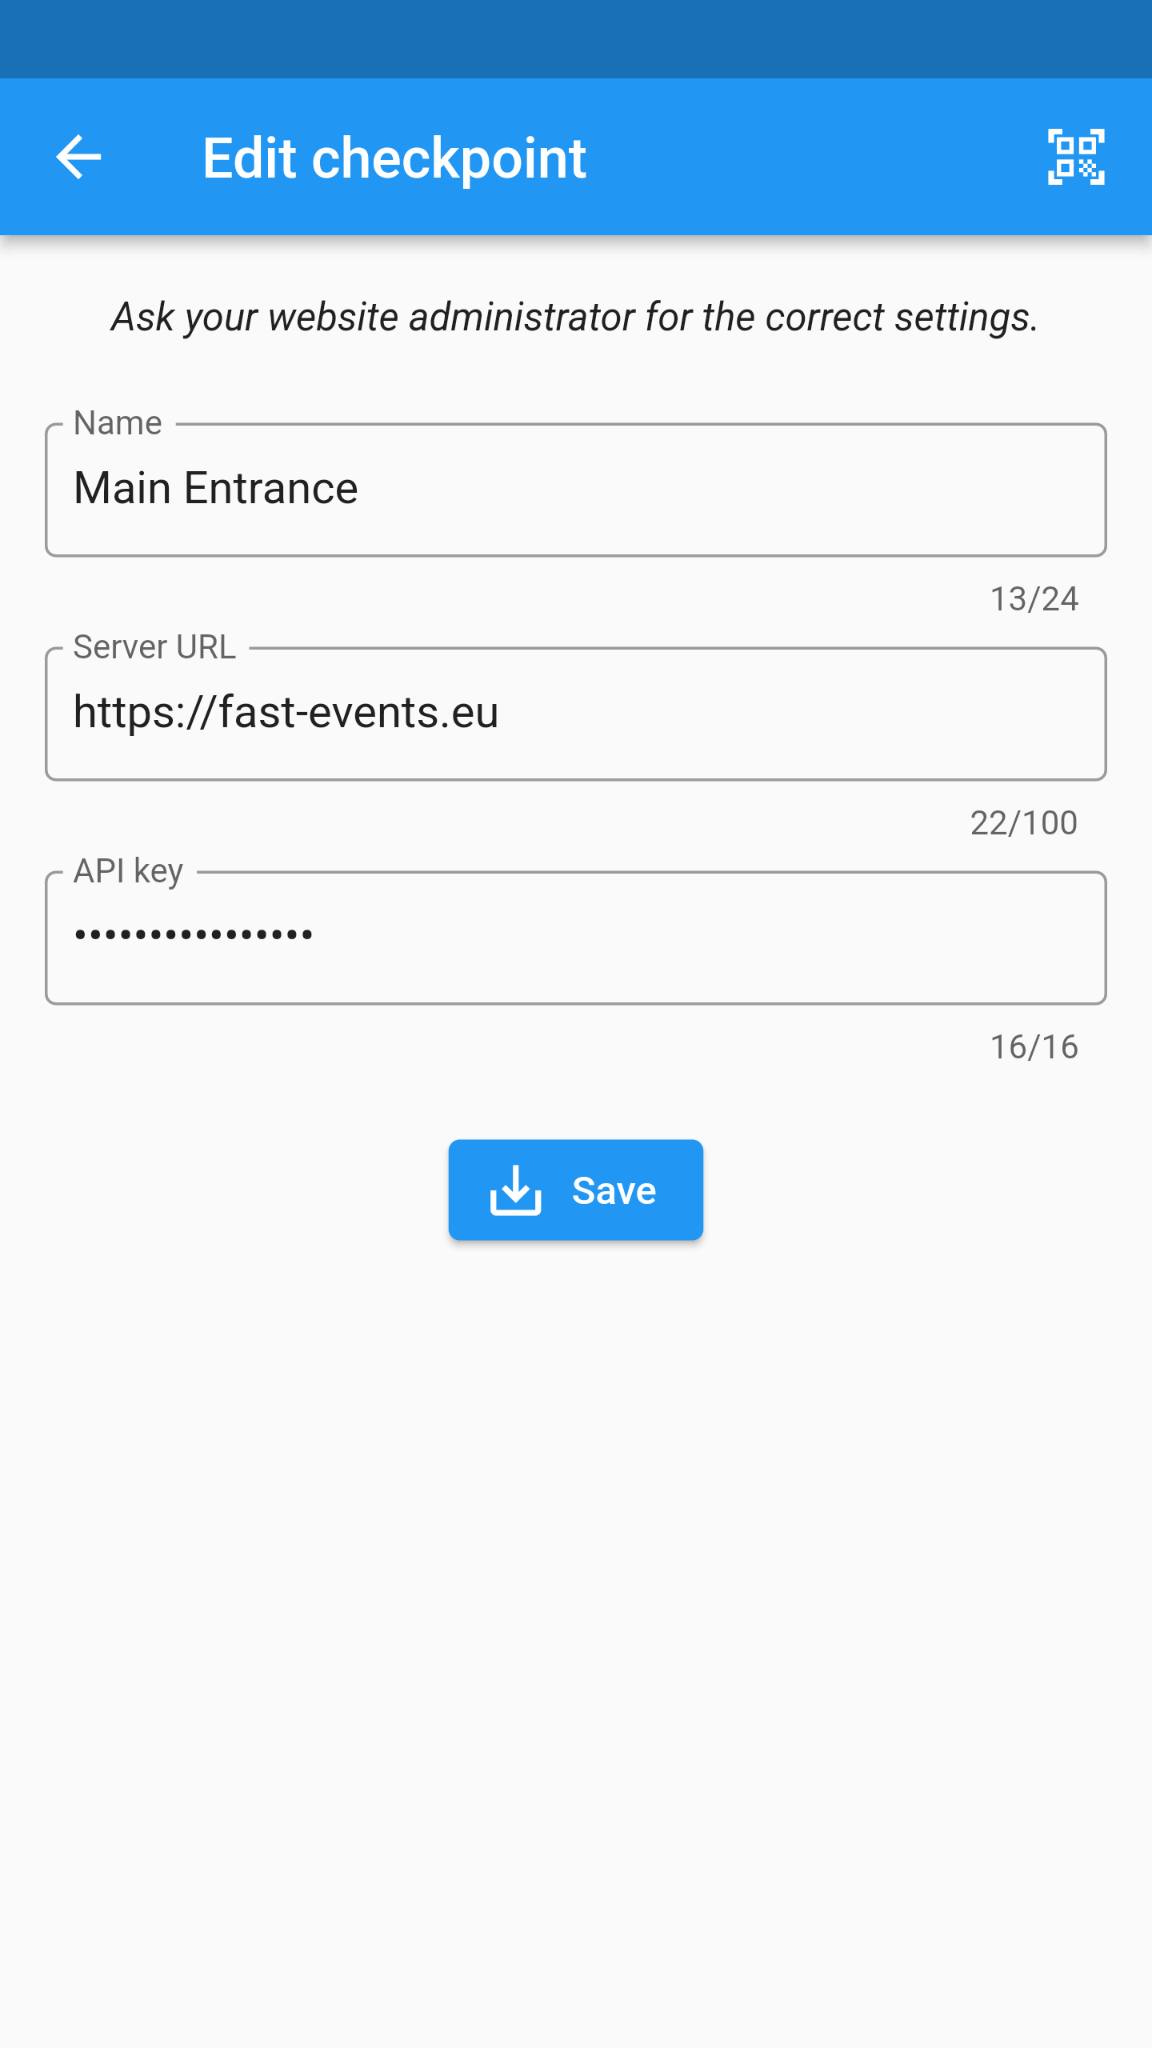 Edit checkpoint
Ask your website administrator for the correct settings.
Name
Main Entrance
13/24
Server URL
https://fast-events.eu
22/100
API key
••••••••••••••••
16/16
Save